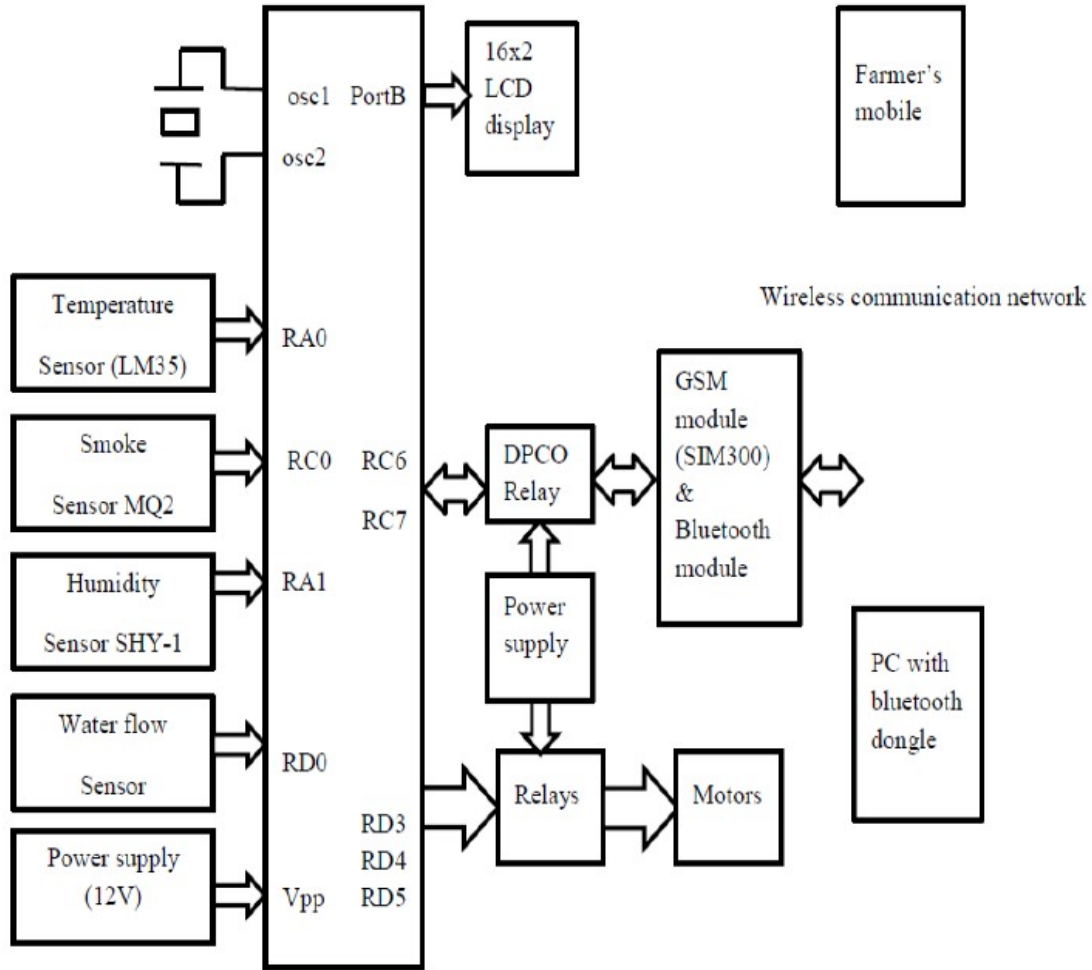 osc1
osc2
PortB
16x2
LCD
display
Farmer's
mobile
Temperature
Sensor (LM35)
RA0
Wireless communication network
Smoke
Sensor MQ2
RC0
RC6
RC7
DPCO
Relay
GSM
module
(SIM300)
&
Bluetooth
module
Humidity
Sensor SHY-1
RA1
Power
supply
PC with
bluetooth
dongle
Water flow
Sensor
RD0
RD3
RD4
RD5
Relays
Motors
Power supply
(12V)
Vpp